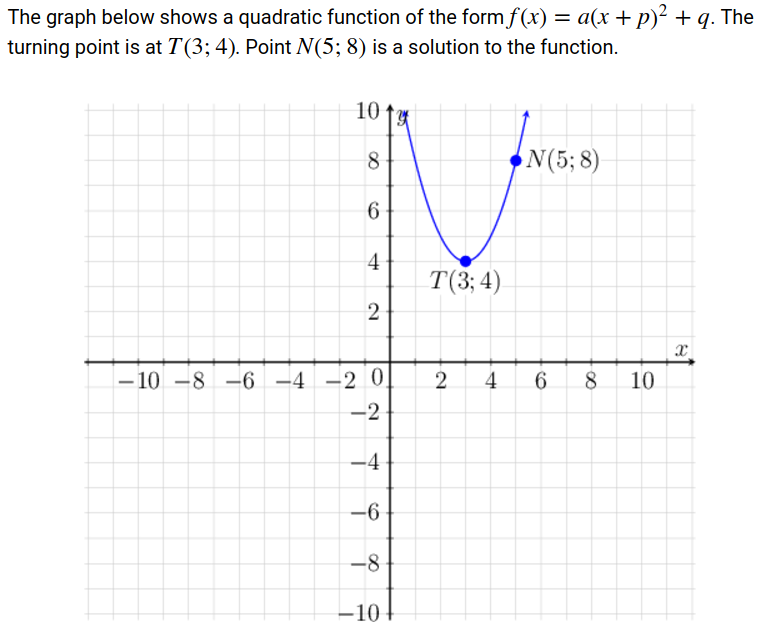 The graph below shows a quadratic function of the form f(x) = a(x + p)² + q. The
turning point is at T(3; 4). Point N(5; 8) is a solution to the function.
10
y
8
N(5; 8)
6
4
T(3; 4)
2
x
−10 −8 −6 −4 −2 0 2 4 6 8 10
−2
−4
−6
−8
−10